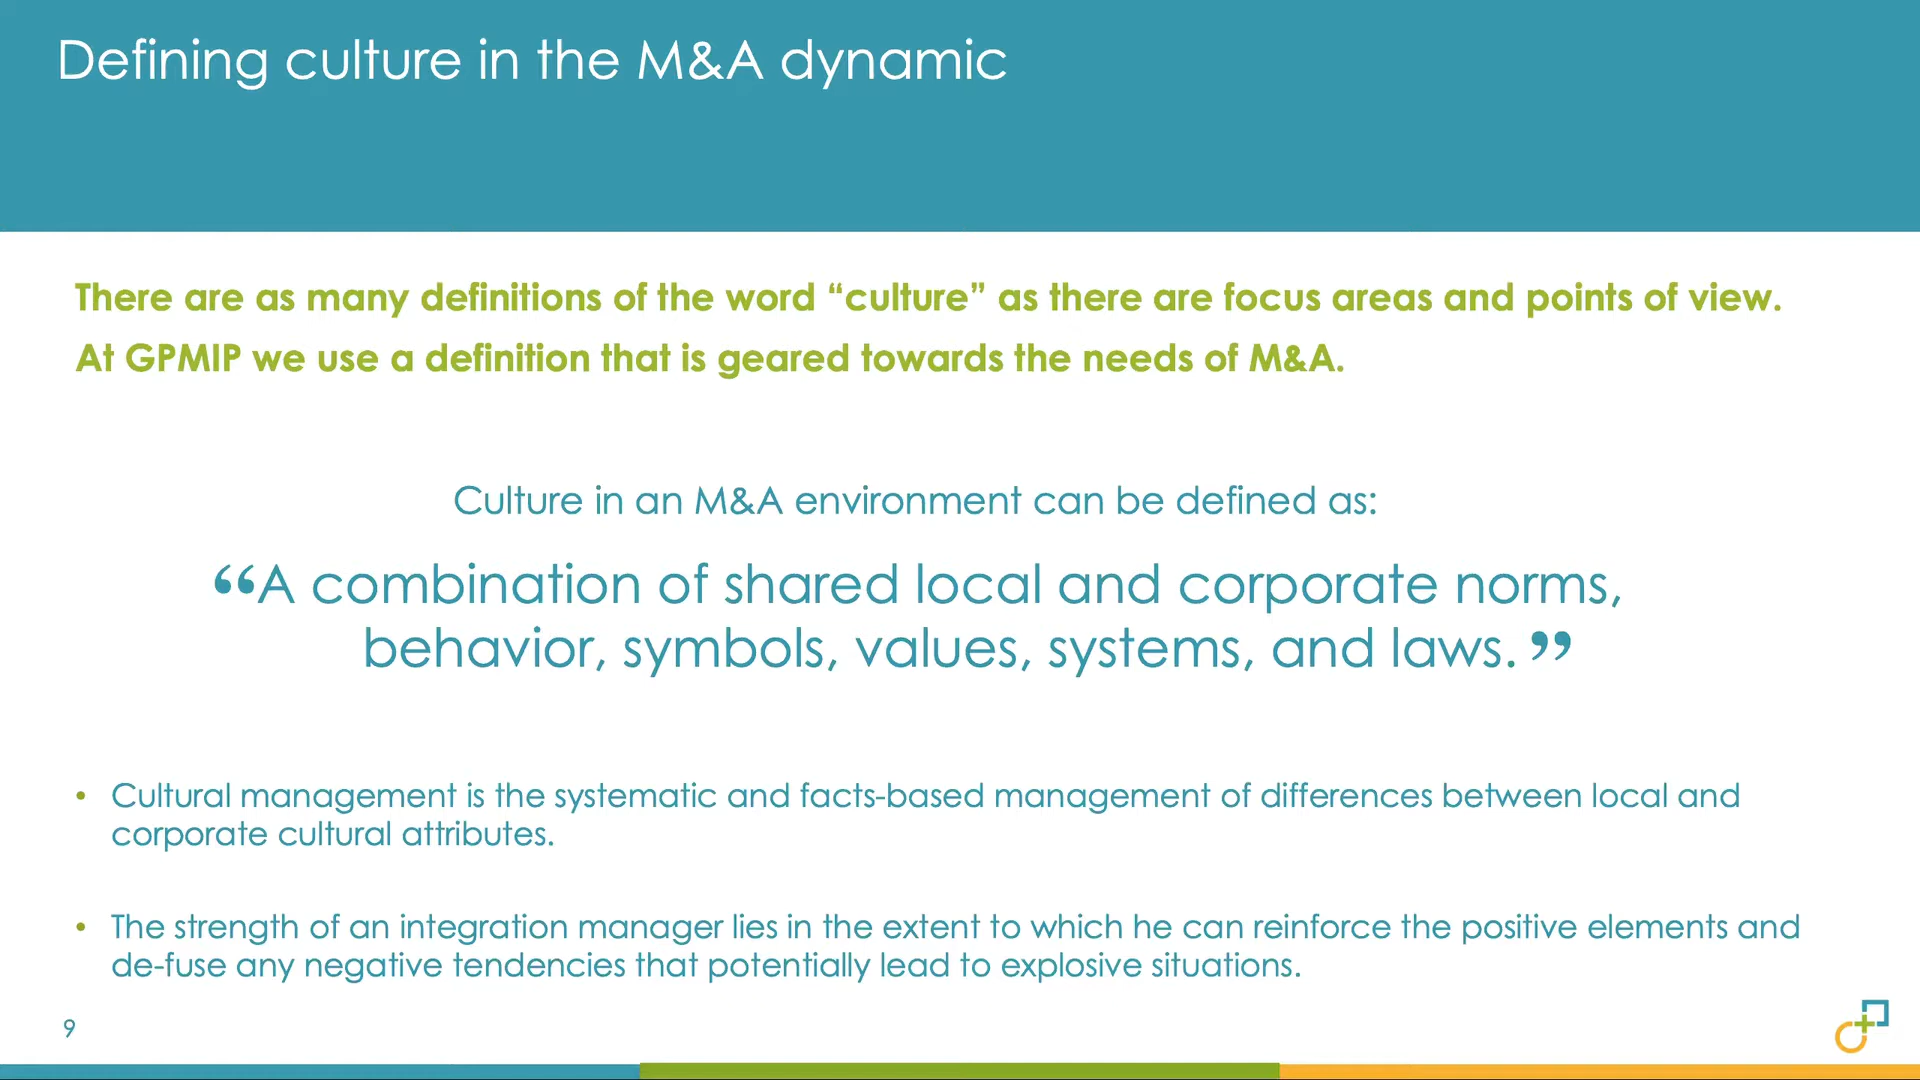 Defining culture in the M&A dynamic
There are as many definitions of the word “culture” as there are focus areas and points of view.
At GPMIP we use a definition that is geared towards the needs of M&A.
Culture in an M&A environment can be defined as:
“A combination of shared local and corporate norms,
behavior, symbols, values, systems, and laws.”
• Cultural management is the systematic and facts-based management of differences between local and
corporate cultural attributes.
• The strength of an integration manager lies in the extent to which he can reinforce the positive elements and
de-fuse any negative tendencies that potentially lead to explosive situations.
9